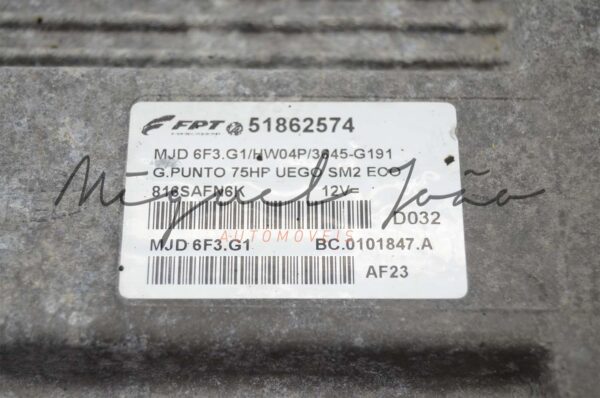 FPT 51862574
MJD 6F3.G1/HW04P/3645-G191
G.PUNTO 75HP UEGO SM2 ECO
816SAFN6K 12V=
D032
Miguel João
AUTOMÓVEIS
MJD 6F3.G1 BC.0101847.A
AF23